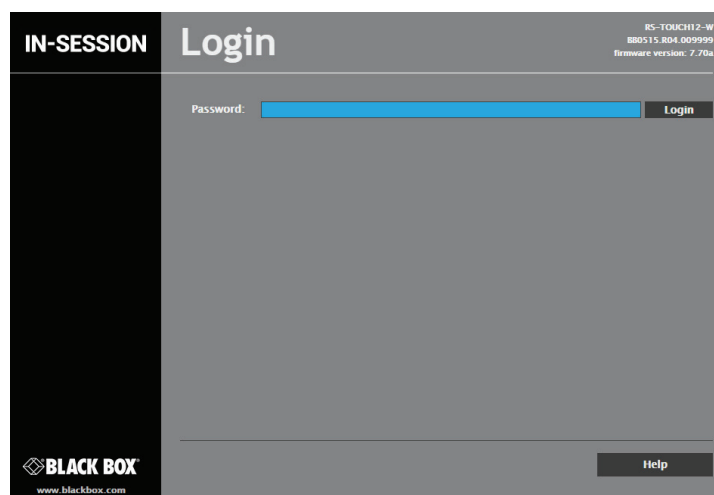 IN-SESSION
Login
RS-TOUCH12-W
BB0515.R04.009999
firmware version: 7.70a
Password:
Login
BLACK BOX
www.blackbox.com
Help